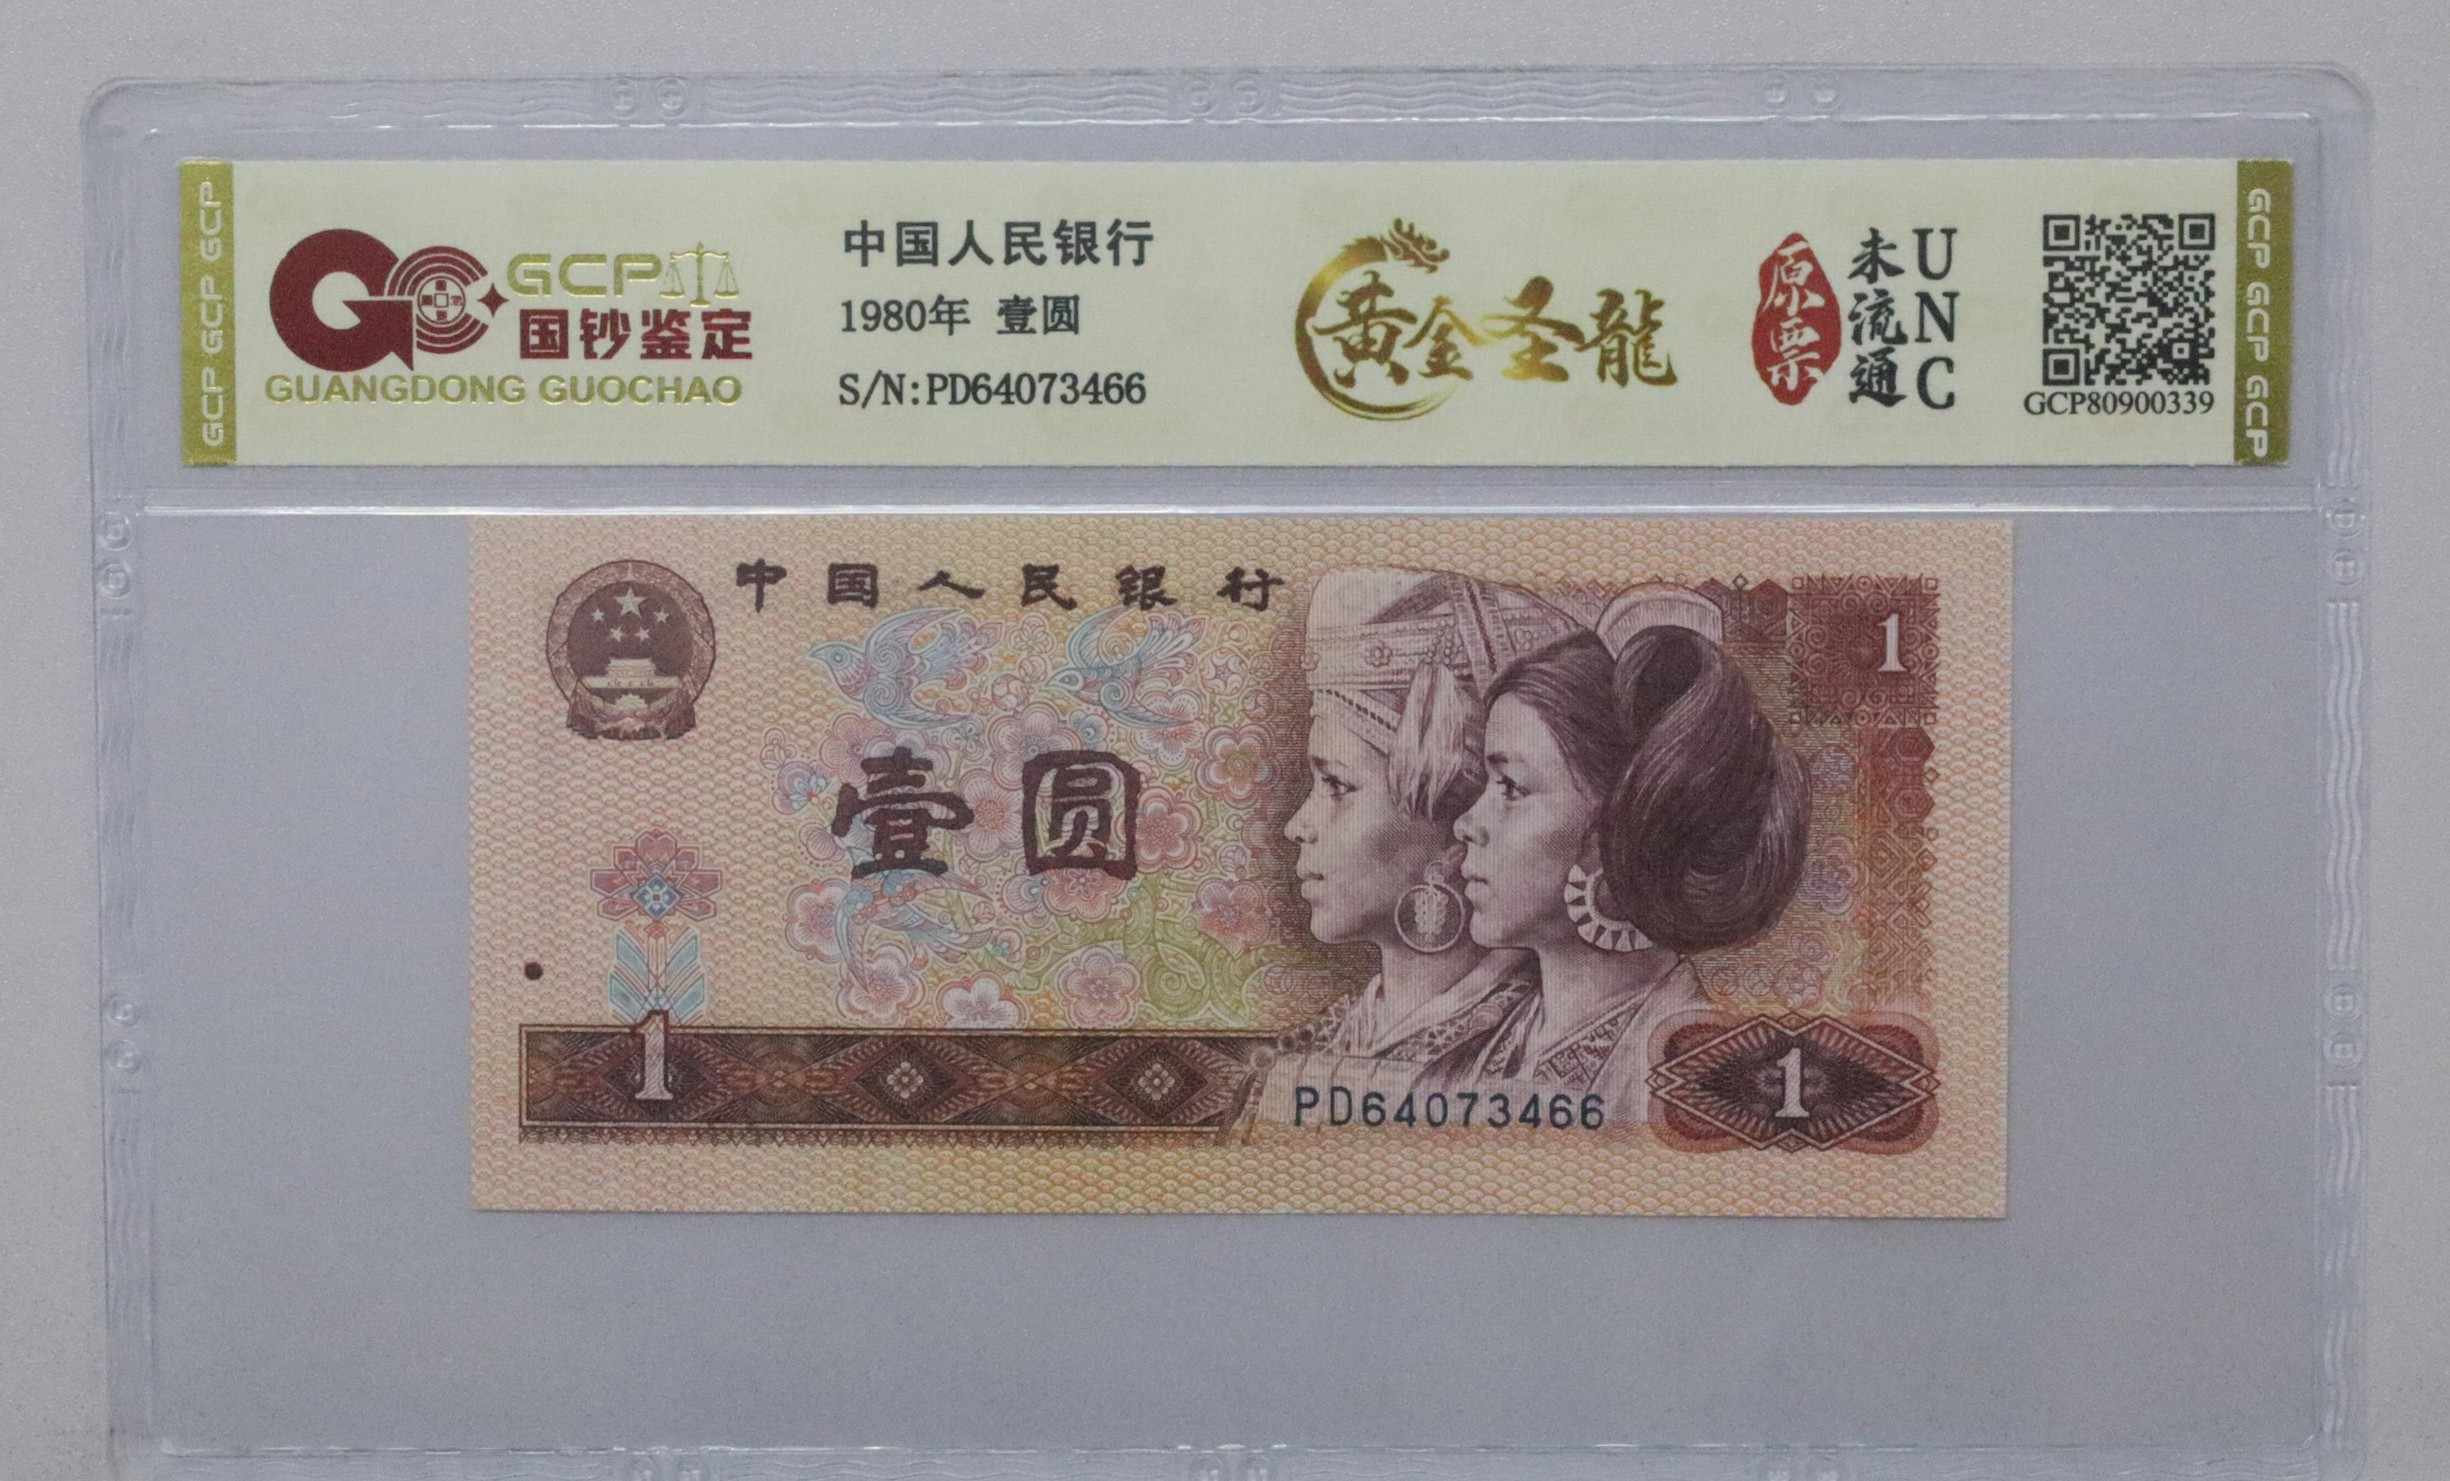 GCP GCP GCP
GCP
国钞鉴定
GUANGDONG GUOCHAO
中国人民银行
1980年 壹圆
S/N:PD64073466
黄金圣龍
原票
未流通
UNC
GCP80900339
GCP GCP GCP
中国人民银行
1
壹圆
1
PD64073466
1